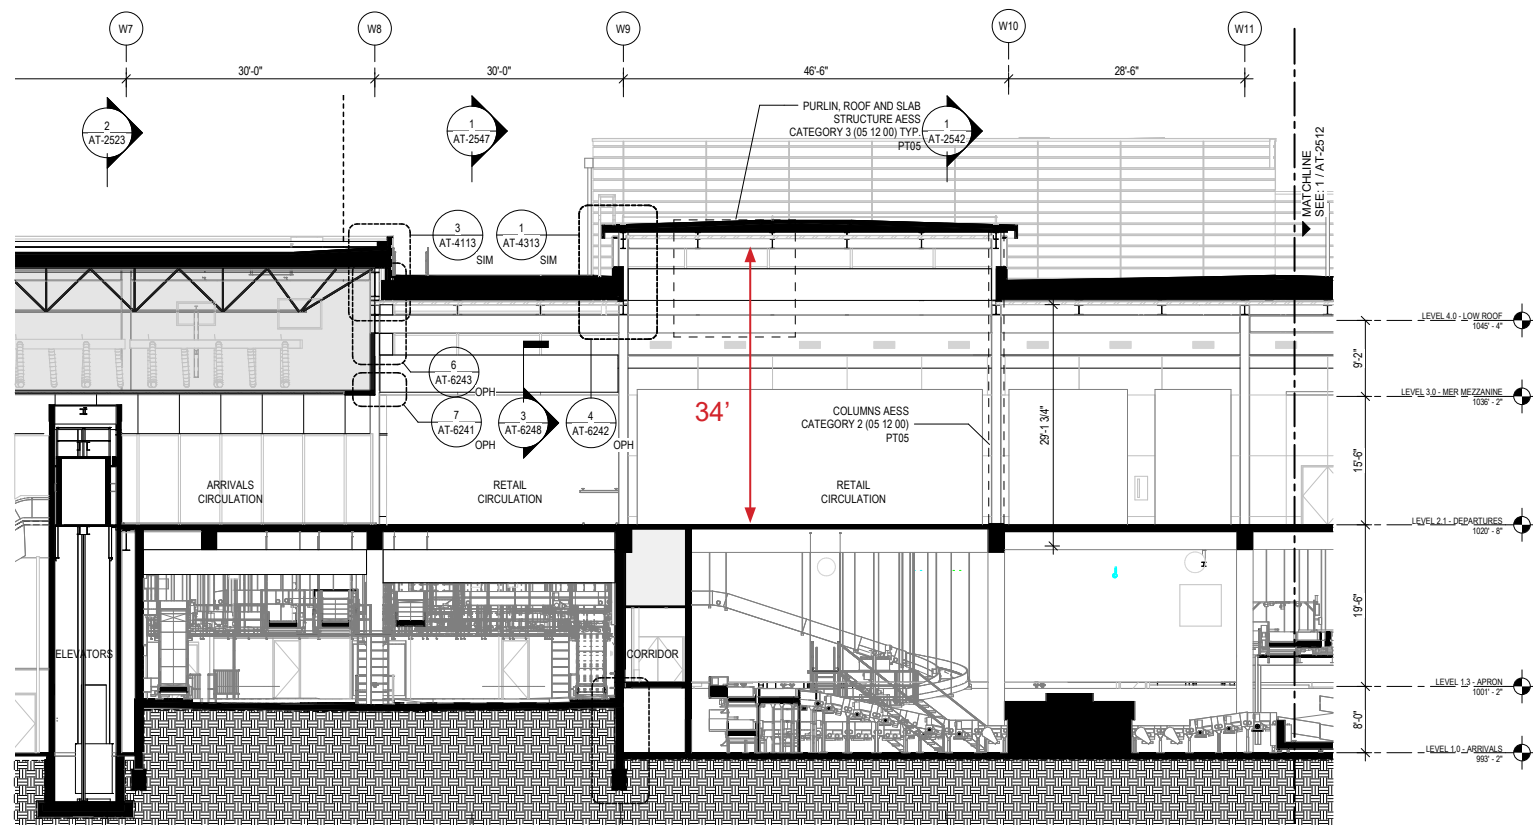 W7
W8
W9
W10
W11
30'-0"
30'-0"
46'-6"
28'-6"
2
AT-2523
1
AT-2547
PURLIN, ROOF AND SLAB
STRUCTURE AESS
CATEGORY 3 (05 12 00) TYP.
PT05
1
AT-2542
MATCHLINE
SEE: 1 / AT-2512
3
AT-4113
SIM
1
AT-4313
SIM
LEVEL 4.0 - LOW ROOF
1045' - 4"
9'-2"
6
AT-6243
OPH
LEVEL 3.0 - MER MEZZANINE
1036' - 2"
7
AT-6241
OPH
3
AT-6248
4
AT-6242
OPH
34'
COLUMNS AESS
CATEGORY 2 (05 12 00)
PT05
29'-1 3/4"
15'-6"
ARRIVALS
CIRCULATION
RETAIL
CIRCULATION
RETAIL
CIRCULATION
LEVEL 2.1 - DEPARTURES
1020' - 8"
19'-6"
ELEVATORS
CORRIDOR
LEVEL 1.3 - APRON
1001' - 2"
8'-0"
LEVEL 1.0 - ARRIVALS
993' - 2"